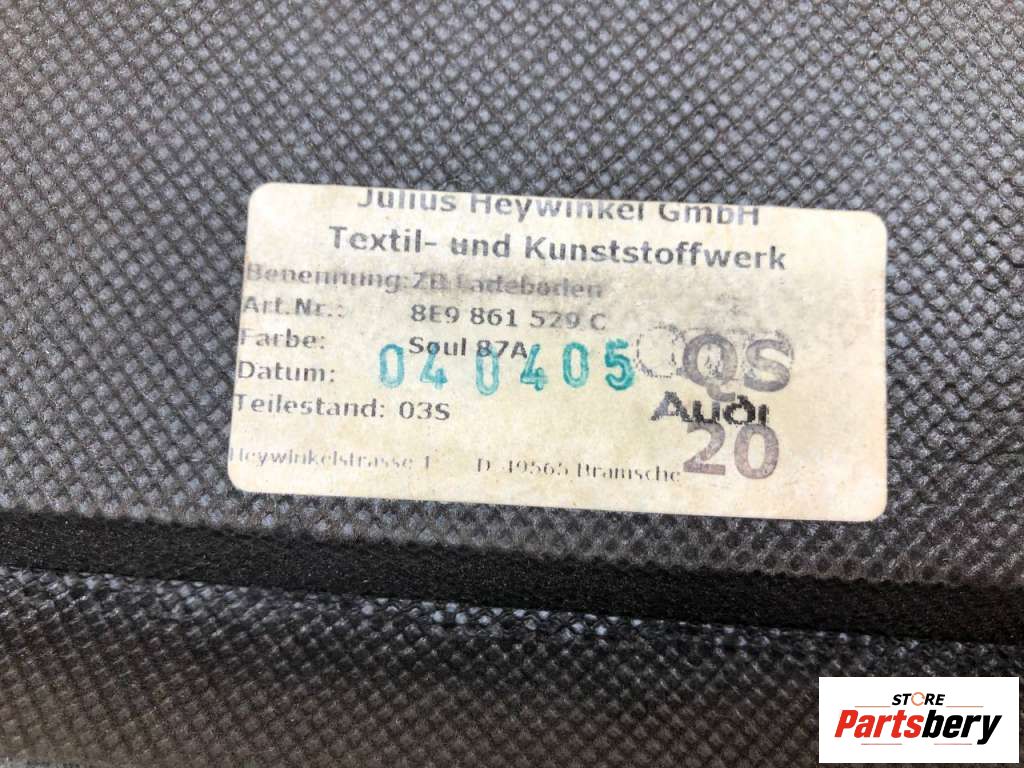 Julius Heywinkel GmbH
Textil- und Kunststoffwerk
Benennung: ZB Ladeboden
Art.Nr.: 8E9 861 529 C
Farbe: Soul 87A
Datum: 040405
QS
Audi
Teilestand: 03S
20
Heywinkelstrasse 1 D-49565 Bramsche
STORE
Partsbery